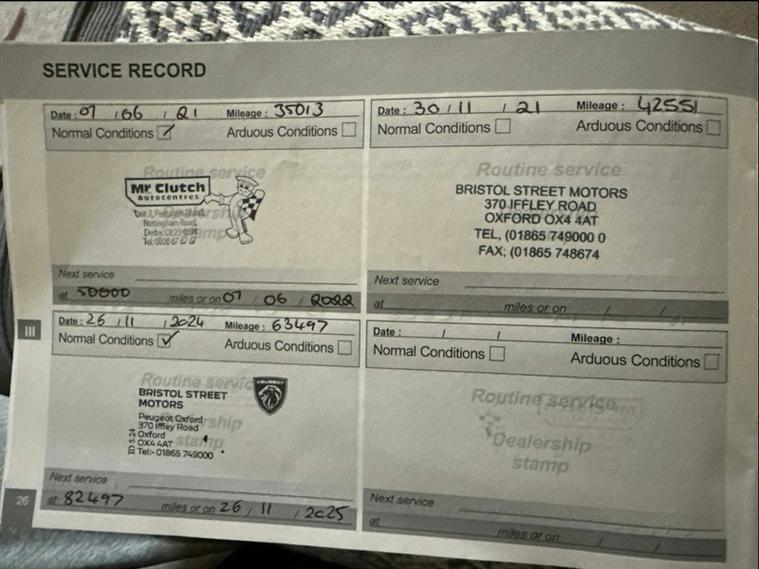 SERVICE RECORD
Date : 07 / 06 / 21 Mileage : 35013
Normal Conditions ✓ Arduous Conditions
Routine service
Mr Clutch
Autocentres
Nottingham Road,
Next service
at 50000 miles or on 07 / 06 / 2022
Date : 30 / 11 / 21 Mileage : 42551
Normal Conditions Arduous Conditions
Routine service
BRISTOL STREET MOTORS
370 IFFLEY ROAD
OXFORD OX4 4AT
TEL, (01865 749000 0
FAX; (01865 748674
Next service
at miles or on / /
III
Date : 26 / 11 / 2024 Mileage : 63497
Normal Conditions ✓ Arduous Conditions
Routine service
PEUGEOT
BRISTOL STREET
MOTORS
Peugeot Oxford
370 Iffley Road
Oxford
OX4 4AT
Tel:- 01865 749000
Dealership
stamp
Next service
at 82497 miles or on 26 / 11 / 2025
Date : / / Mileage :
Normal Conditions Arduous Conditions
Routine service
Dealership
stamp
Next service
at miles or on / /
26